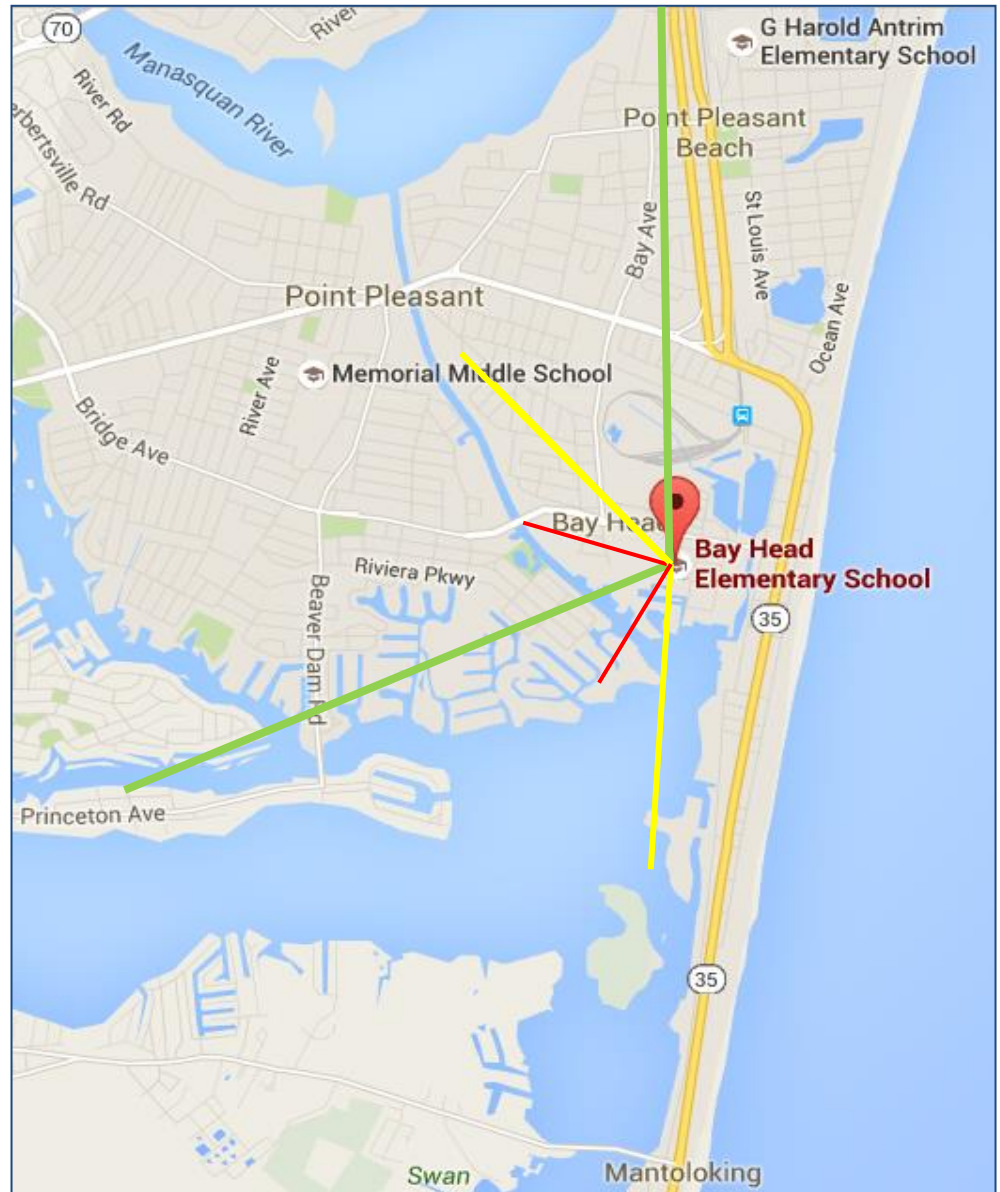 70
River
G Harold Antrim
Elementary School
Manasquan River
River Rd
Point Pleasant
Beach
Herbertsville Rd
St Louis Ave
Bay Ave
Point Pleasant
Ocean Ave
Memorial Middle School
River Ave
Bridge Ave
Bay Head
Bay Head
Elementary School
Riviera Pkwy
Beaver Dam Rd
35
Princeton Ave
35
Swan
Mantoloking